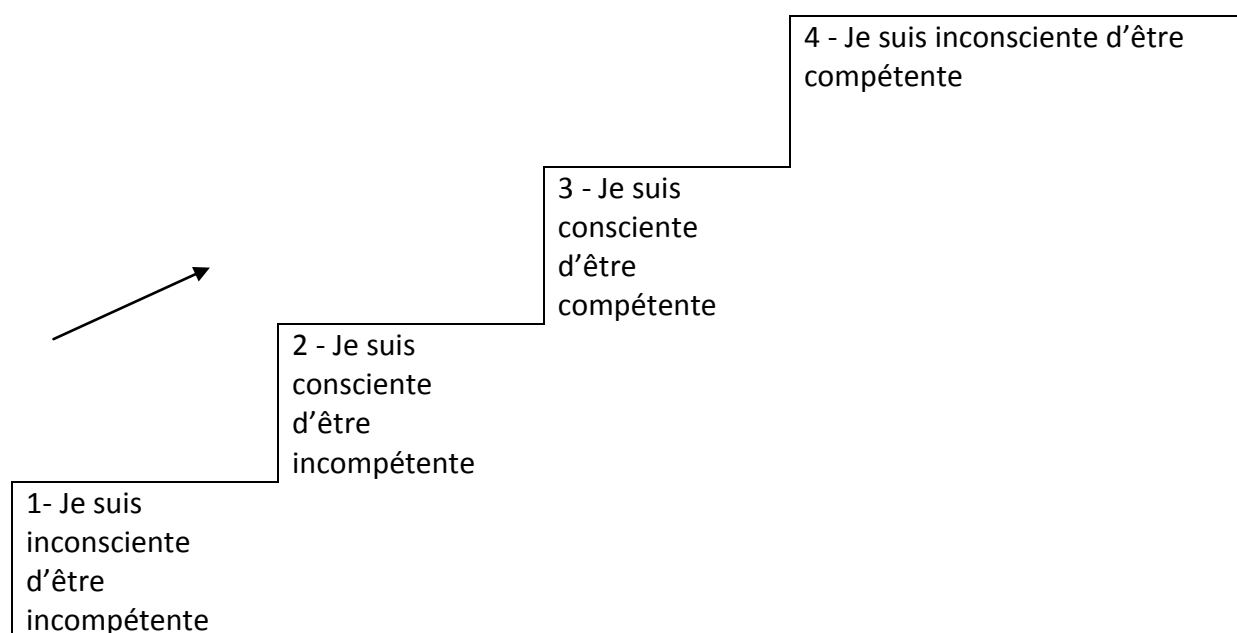 4 - Je suis inconsciente d’être
compétente
3 - Je suis
consciente
d’être
compétente
2 - Je suis
consciente
d’être
incompétente
1- Je suis
inconsciente
d’être
incompétente